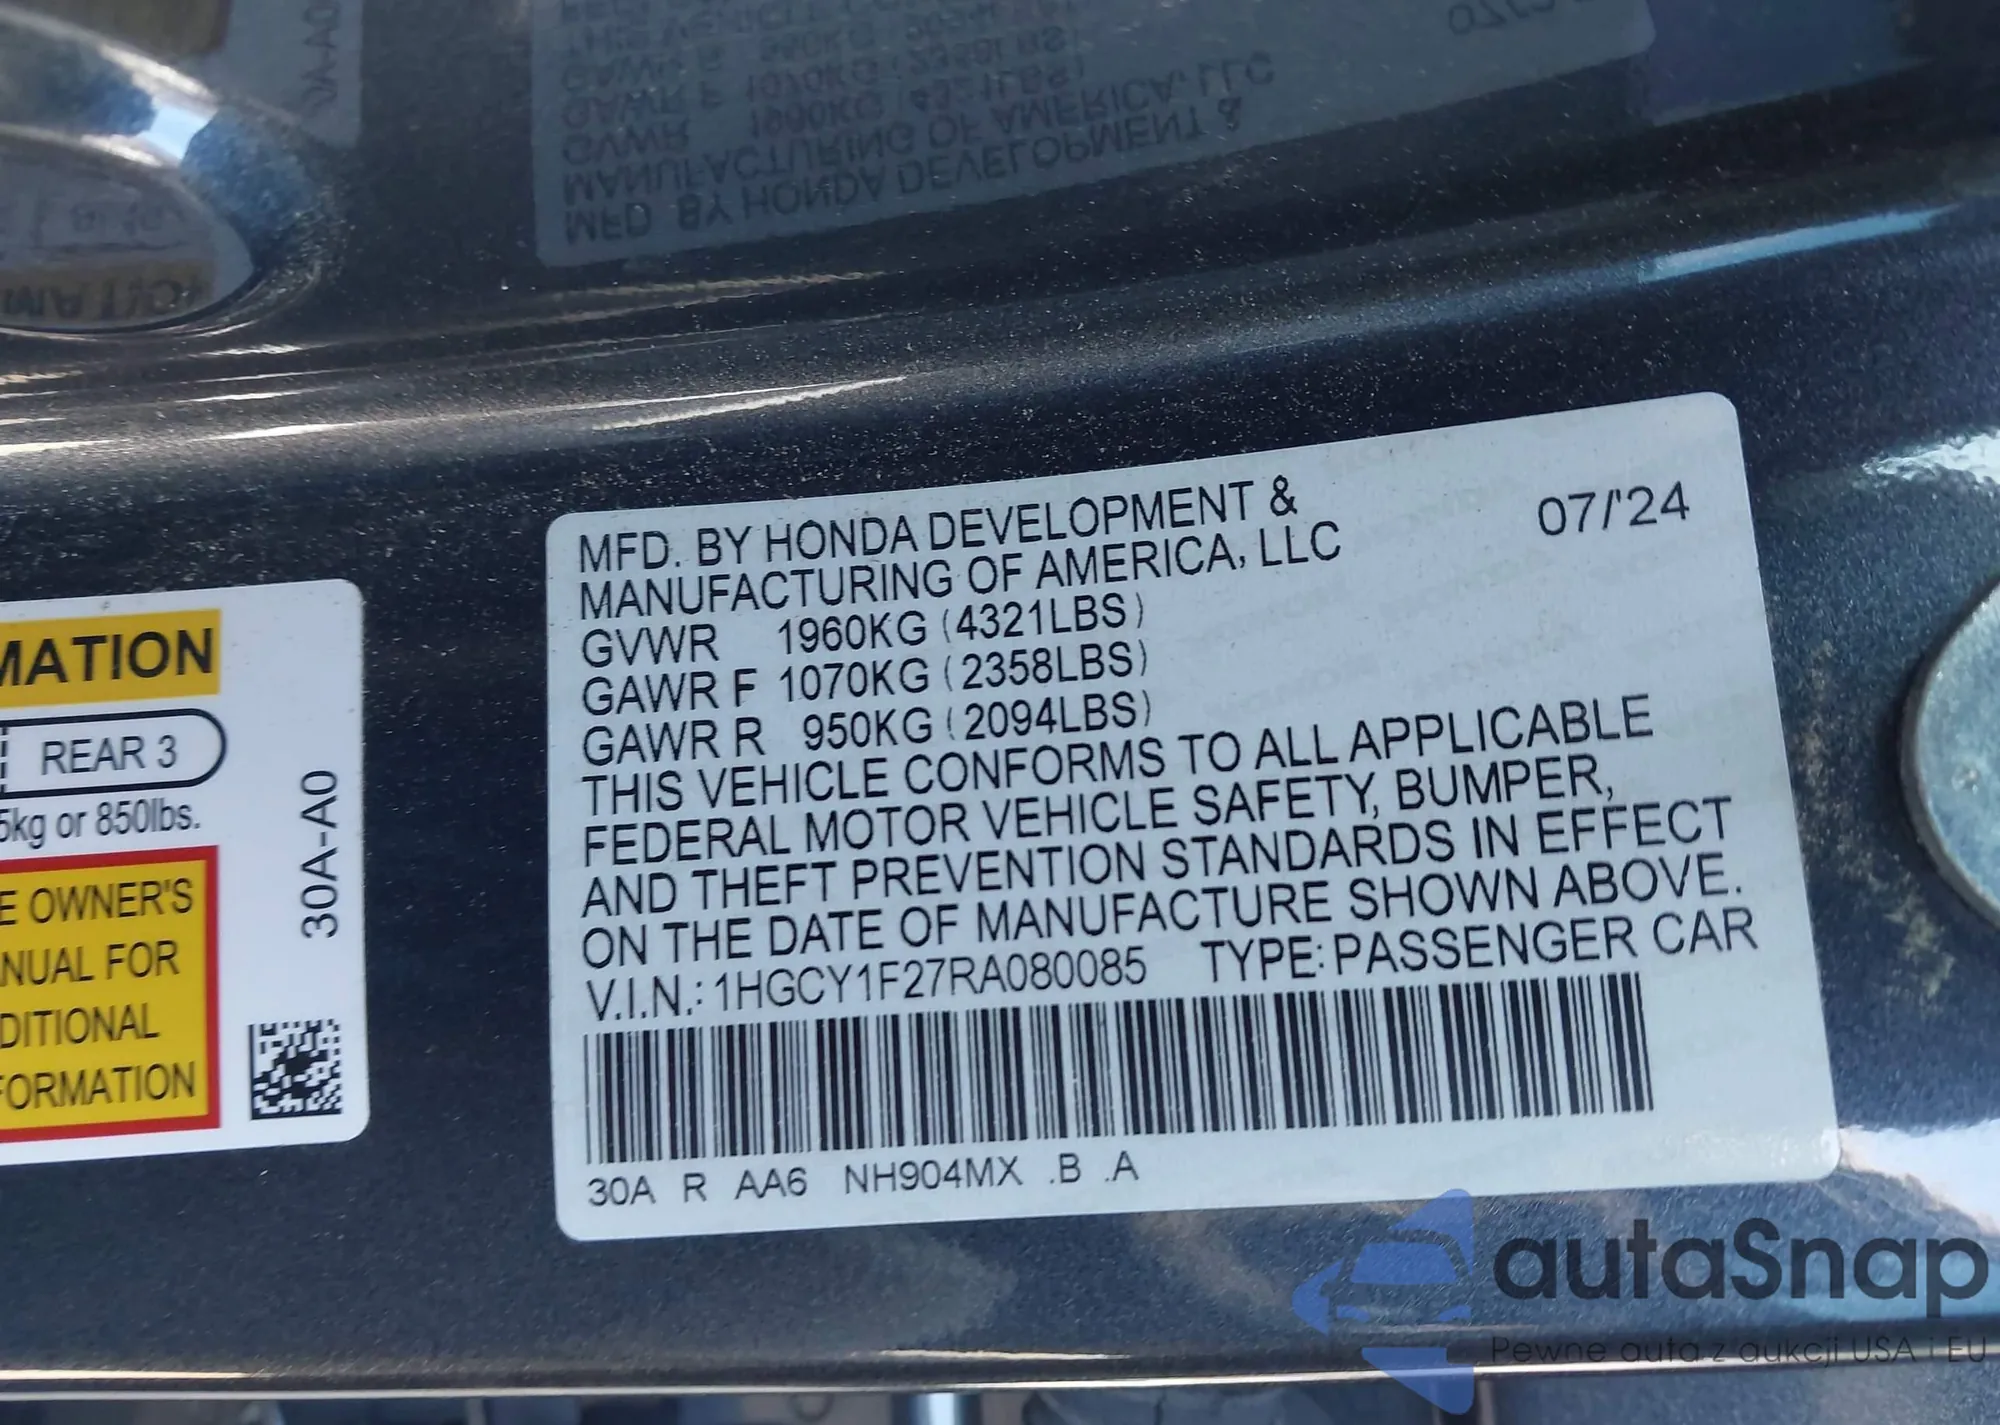 MFD. BY HONDA DEVELOPMENT &
MANUFACTURING OF AMERICA, LLC
07/'24
GVWR 1960KG (4321LBS)
GAWR F 1070KG (2358LBS)
GAWR R 950KG (2094LBS)
THIS VEHICLE CONFORMS TO ALL APPLICABLE
FEDERAL MOTOR VEHICLE SAFETY, BUMPER,
AND THEFT PREVENTION STANDARDS IN EFFECT
ON THE DATE OF MANUFACTURE SHOWN ABOVE.
V.I.N.: 1HGCY1F27RA080085 TYPE: PASSENGER CAR
30A R AA6 NH904MX .B .A
MATION
REAR 3
5kg or 850lbs.
E OWNER'S
NUAL FOR
DITIONAL
FORMATION
30A-A0
autaSnap
Pewne auta z aukcji USA i EU